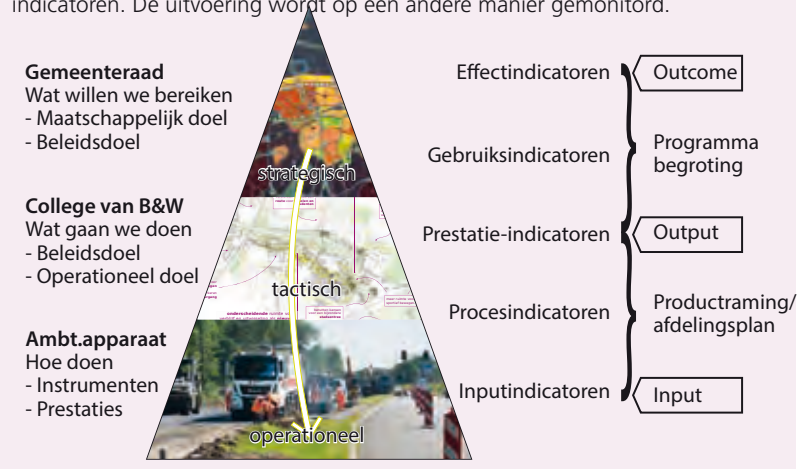 indicatoren. De uitvoering wordt op een andere manier gemonitord.
Gemeenteraad
Wat willen we bereiken
- Maatschappelijk doel
- Beleidsdoel
College van B&W
Wat gaan we doen
- Beleidsdoel
- Operationeel doel
Ambt.apparaat
Hoe doen
- Instrumenten
- Prestaties
strategisch
tactisch
operationeel
Effectindicatoren
Gebruiksindicatoren
Prestatie-indicatoren
Procesindicatoren
Inputindicatoren
Outcome
Programma
begroting
Output
Productraming/
afdelingsplan
Input